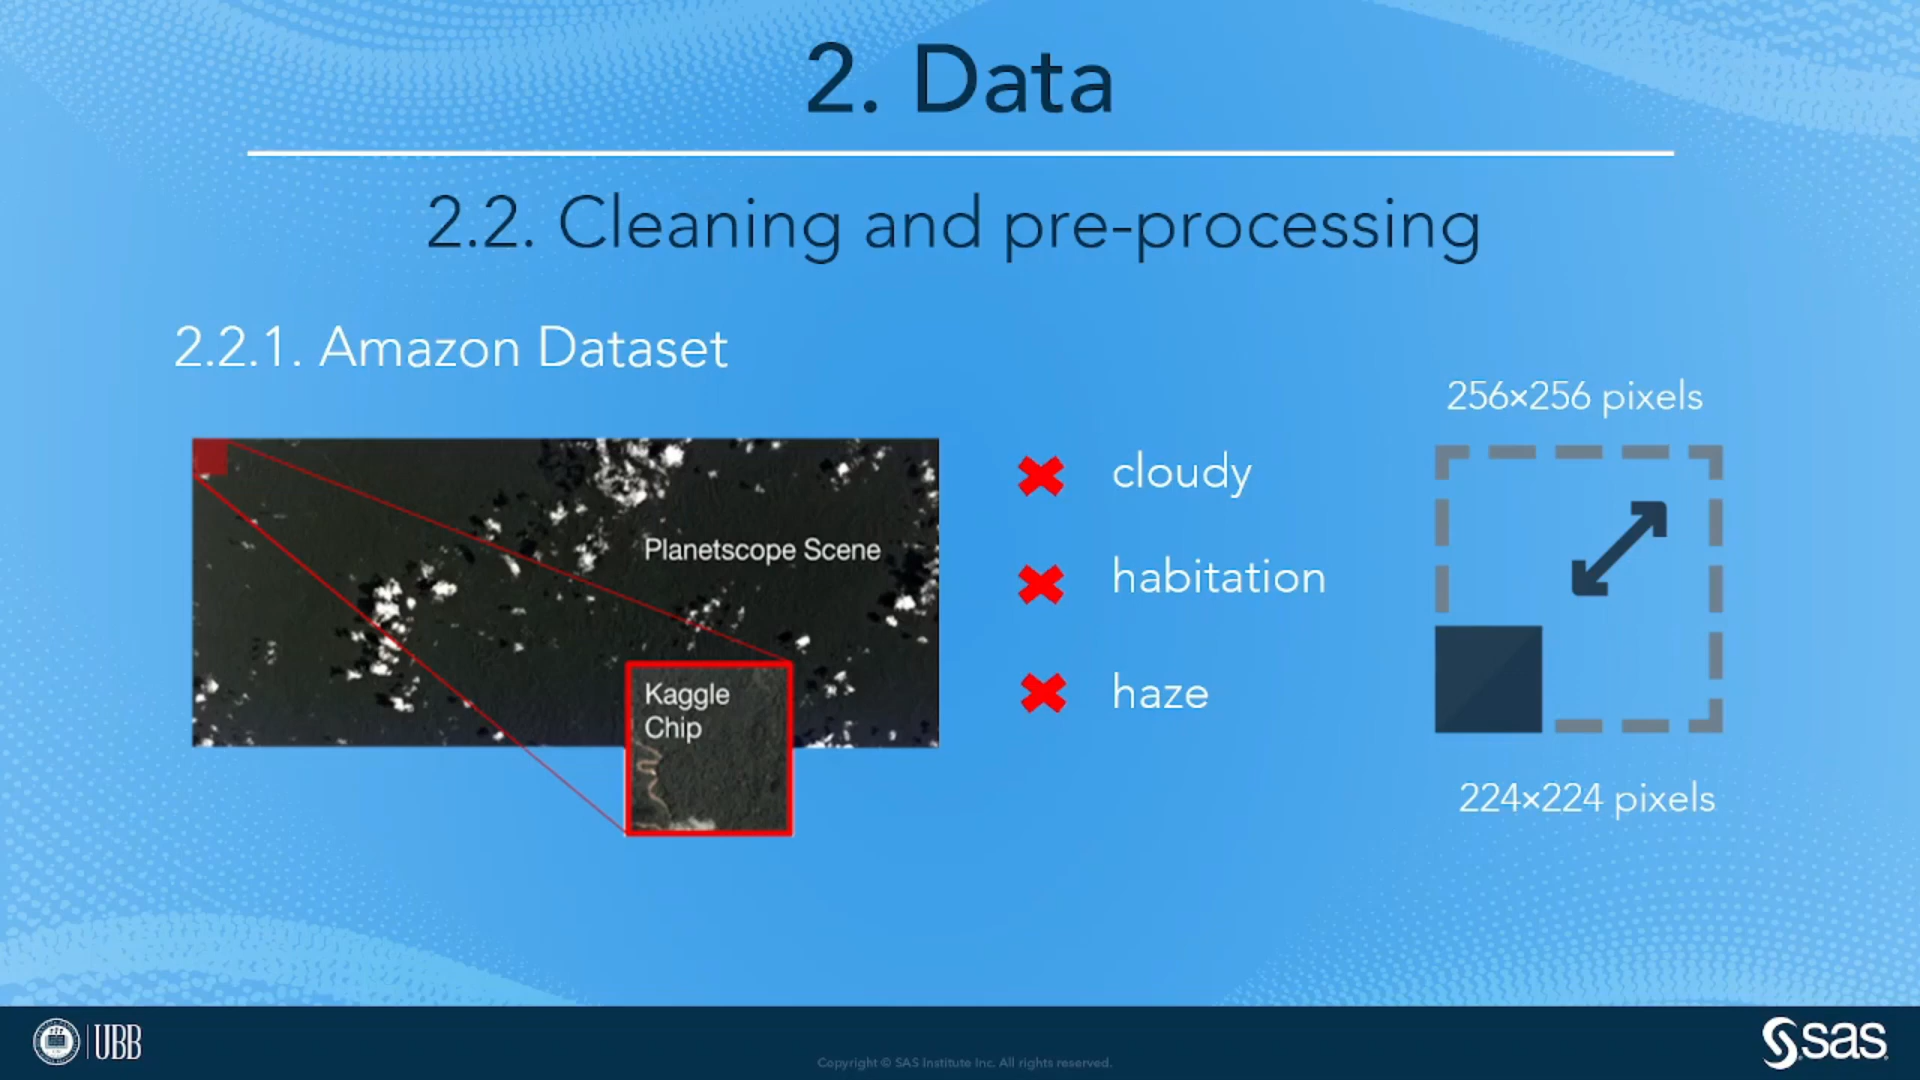 2. Data
2.2. Cleaning and pre-processing
2.2.1. Amazon Dataset
Planetscope Scene
Kaggle
Chip
cloudy
habitation
haze
256×256 pixels
224×224 pixels
UBB
Copyright © SAS Institute Inc. All rights reserved.
sas